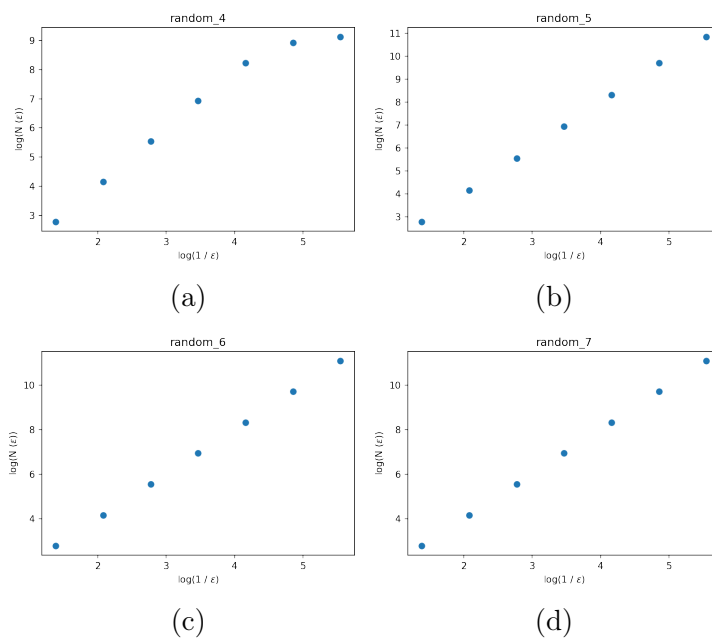 random_4
log(N (ε))
9
8
7
6
5
4
3
2 3 4 5
log(1 / ε)
(a)
random_5
log(N (ε))
11
10
9
8
7
6
5
4
3
2 3 4 5
log(1 / ε)
(b)
random_6
log(N (ε))
10
8
6
4
2 3 4 5
log(1 / ε)
(c)
random_7
log(N (ε))
10
8
6
4
2 3 4 5
log(1 / ε)
(d)